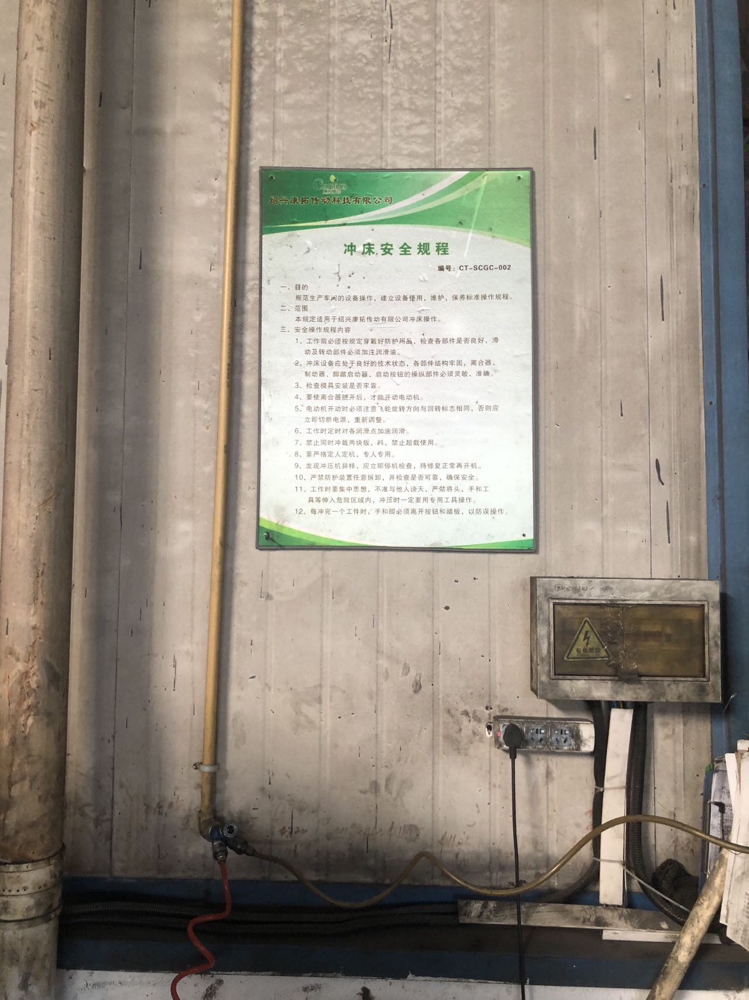 绍兴康拓传动科技有限公司
冲床安全规程
编号：CT-SCGC-002
一、目的
规范生产车间的设备操作，建立设备使用，维护，保养标准操作规程。
二、范围
本规定适用于绍兴康拓传动有限公司冲床操作。
三、安全操作规程内容
1、工作前必须按规定穿戴好防护用品，检查各部件是否良好，滑
动及转动部件必须加注润滑油。
2、冲床设备应处于良好的技术状态，各部件结构牢固，离合器、
制动器、脚踏启动器、启动按钮的操纵部件必须灵敏、准确。
3、检查模具安装是否牢靠。
4、要使离合器脱开后，才能开动电动机。
5、电动机开动时必须注意飞轮旋转方向与回转标志相同，否则应
立即切断电源，重新调整。
6、工作时定时对各润滑点加油润滑。
7、禁止同时冲裁两块板、料、禁止超载使用。
8、要严格定人定机，专人专用。
9、发现冲压机异样，应立即停机检查，待修复正常再开机。
10、严禁防护装置任意拆卸，并检查是否可靠，确保安全。
11、工作时要集中思想，不准与他人谈天，严禁将头、手和工
具等伸入危险区域内，冲压时一定要用专用工具操作。
12、每冲完一个工件时，手和脚必须离开按钮和踏板，以防误操作。
有电危险